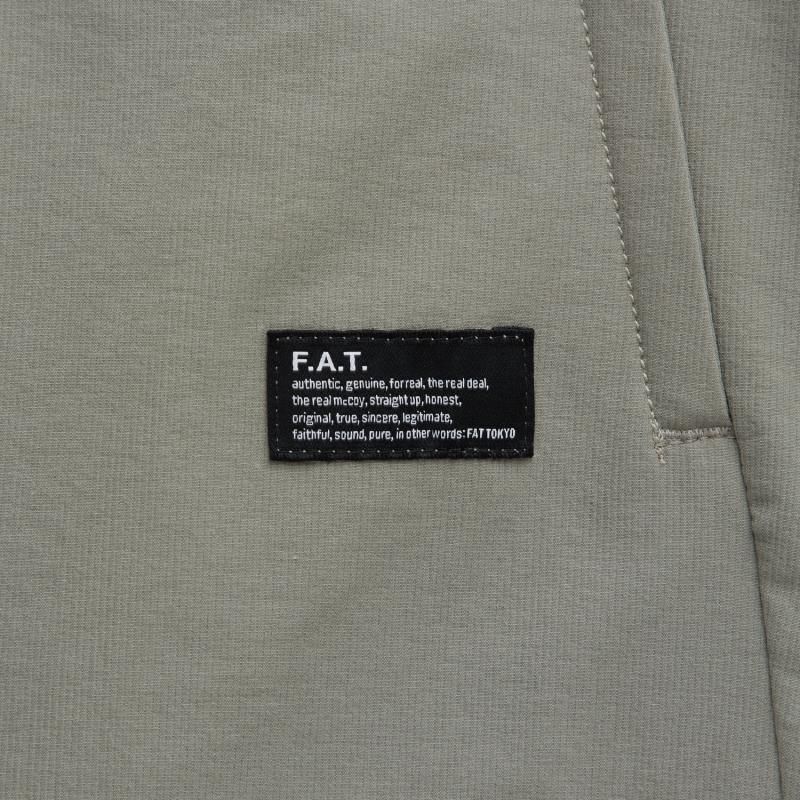 F.A.T.
authentic, genuine, for real, the real deal,
the real mccoy, straight up, honest,
original, true, sincere, legitimate,
faithful, sound, pure, in other words: FAT TOKYO